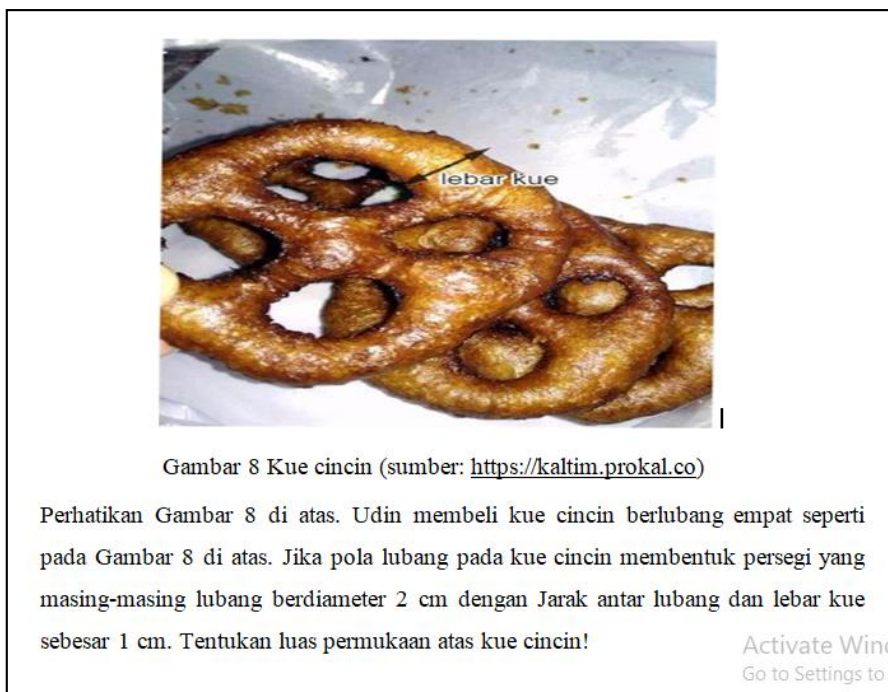 lebar kue
Gambar 8 Kue cincin (sumber: https://kaltim.prokal.co)
Perhatikan Gambar 8 di atas. Udin membeli kue cincin berlubang empat seperti
pada Gambar 8 di atas. Jika pola lubang pada kue cincin membentuk persegi yang
masing-masing lubang berdiameter 2 cm dengan Jarak antar lubang dan lebar kue
sebesar 1 cm. Tentukan luas permukaan atas kue cincin!
Activate Wind
Go to Settings to